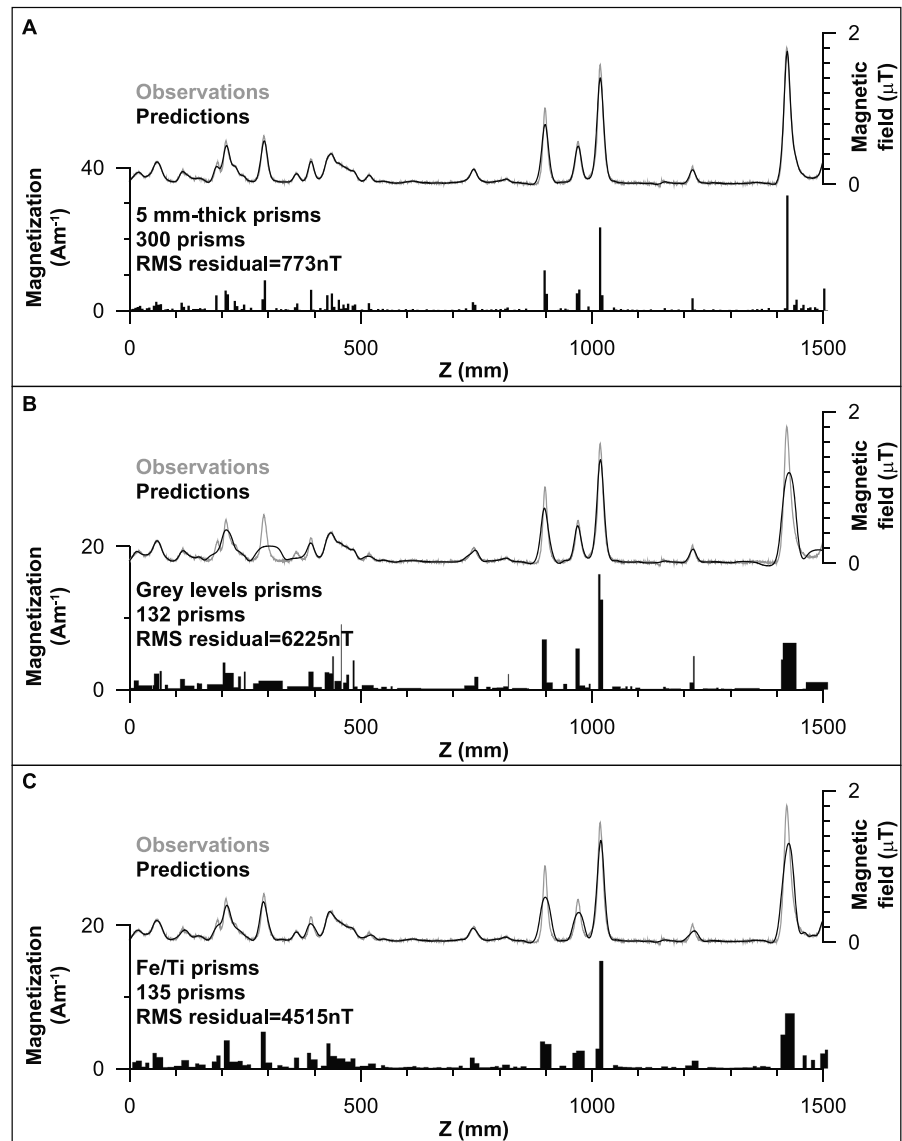 A
Observations
Predictions
2
0
Magnetic
field (μT)
40
0
Magnetization
(Am⁻¹)
5 mm-thick prisms
300 prisms
RMS residual=773nT
0
500
1000
1500
Z (mm)
B
Observations
Predictions
2
0
Magnetic
field (μT)
20
0
Magnetization
(Am⁻¹)
Grey levels prisms
132 prisms
RMS residual=6225nT
0
500
1000
1500
Z (mm)
C
Observations
Predictions
2
0
Magnetic
field (μT)
20
0
Magnetization
(Am⁻¹)
Fe/Ti prisms
135 prisms
RMS residual=4515nT
0
500
1000
1500
Z (mm)